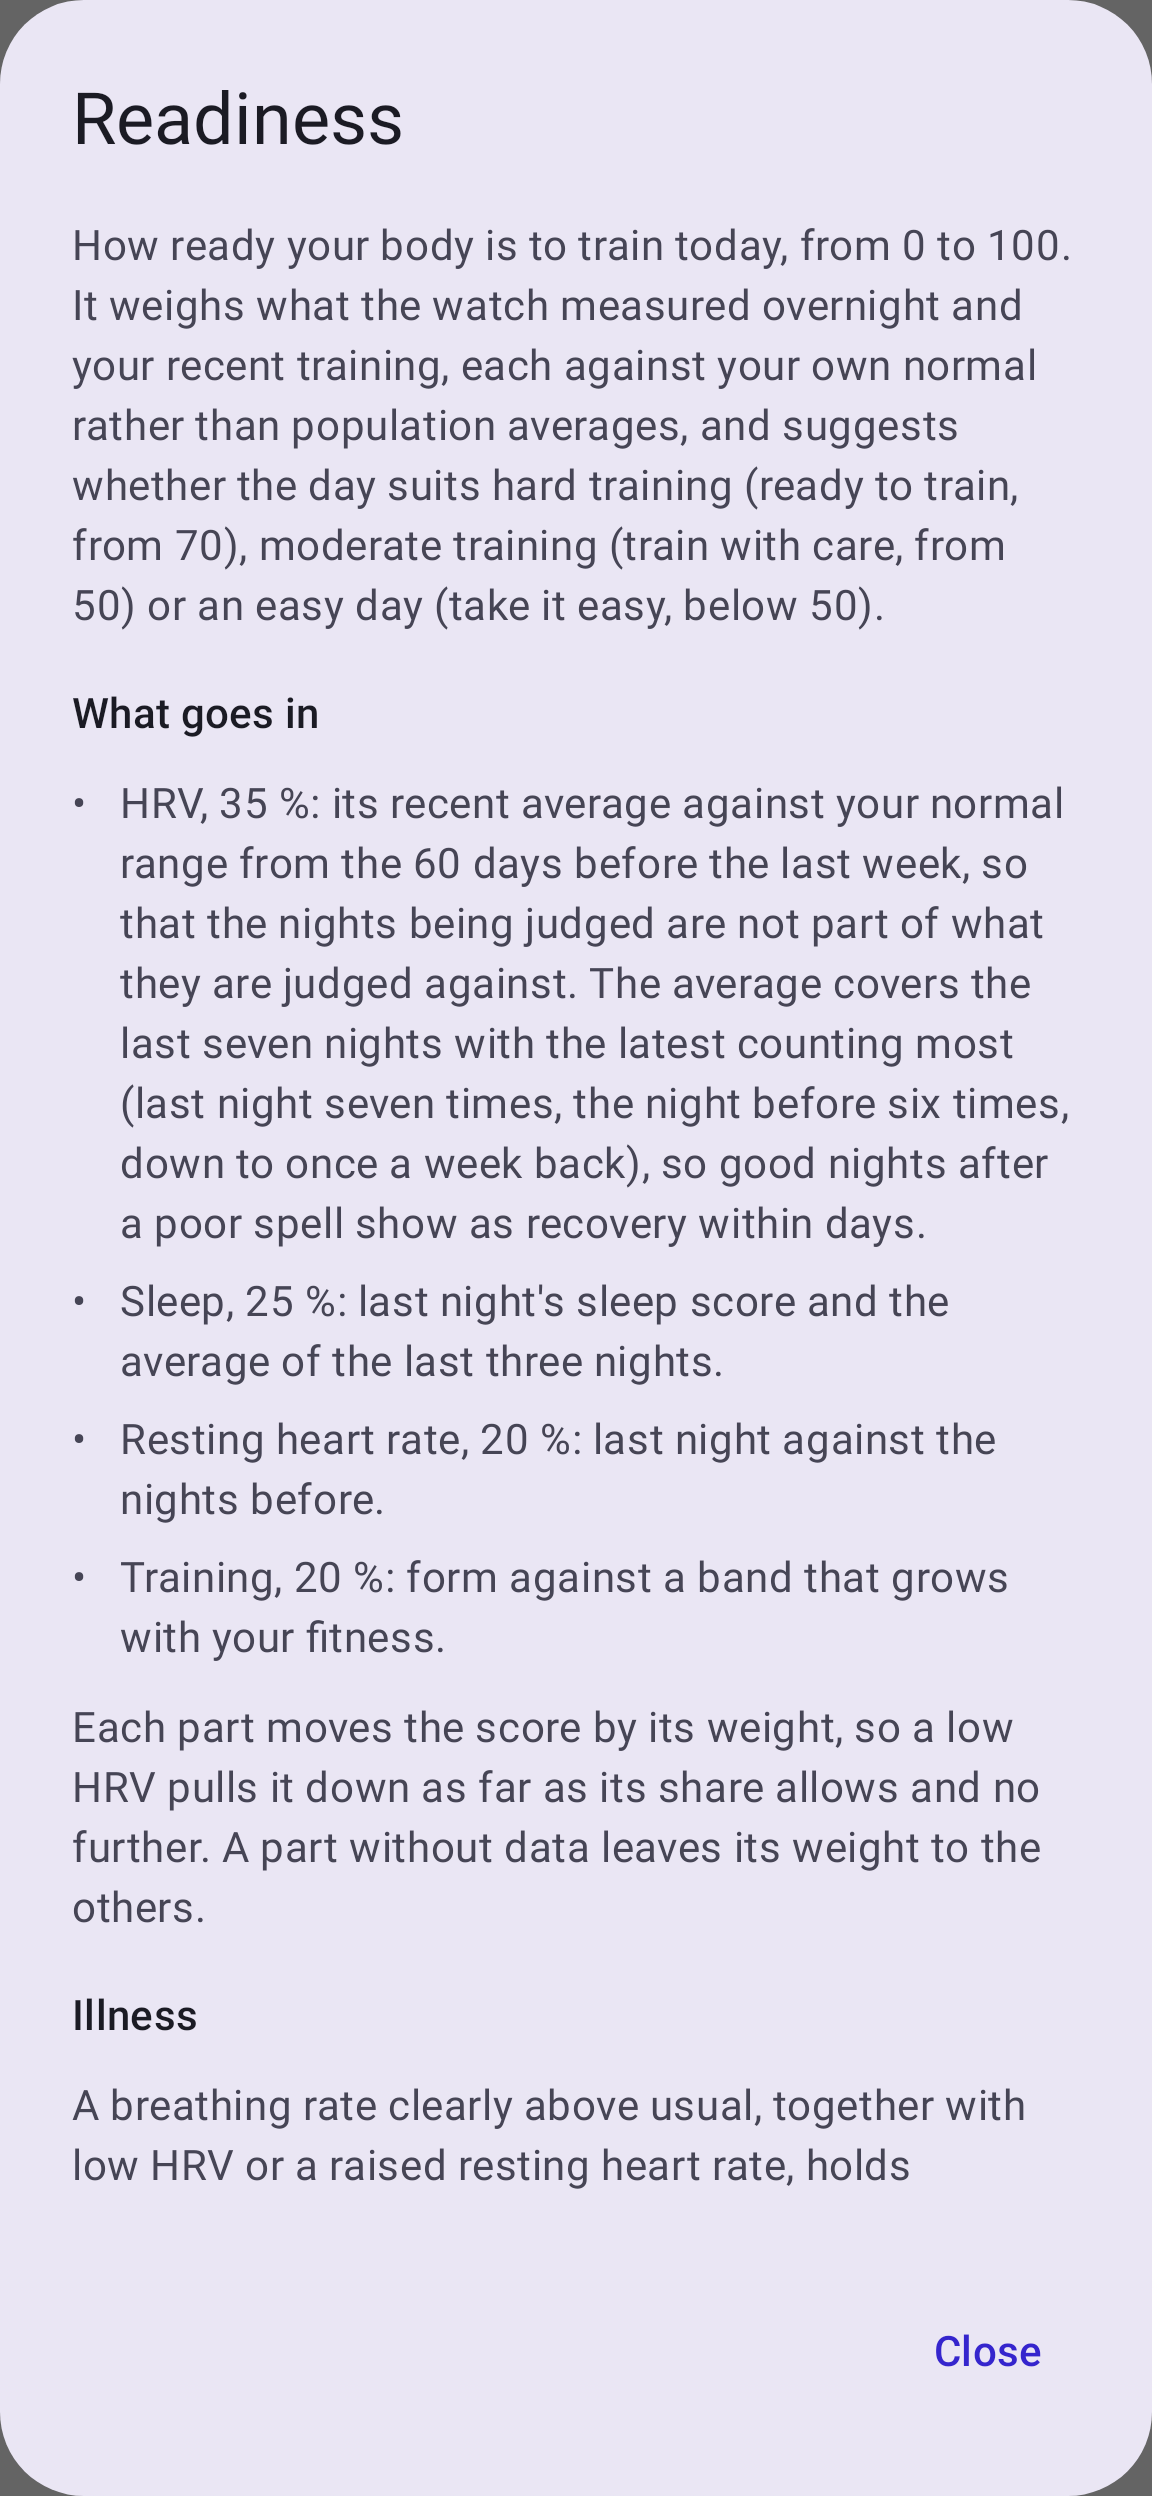 Readiness
How ready your body is to train today, from 0 to 100.
It weighs what the watch measured overnight and
your recent training, each against your own normal
rather than population averages, and suggests
whether the day suits hard training (ready to train,
from 70), moderate training (train with care, from
50) or an easy day (take it easy, below 50).
What goes in
• HRV, 35 %: its recent average against your normal
range from the 60 days before the last week, so
that the nights being judged are not part of what
they are judged against. The average covers the
last seven nights with the latest counting most
(last night seven times, the night before six times,
down to once a week back), so good nights after
a poor spell show as recovery within days.
• Sleep, 25 %: last night's sleep score and the
average of the last three nights.
• Resting heart rate, 20 %: last night against the
nights before.
• Training, 20 %: form against a band that grows
with your fitness.
Each part moves the score by its weight, so a low
HRV pulls it down as far as its share allows and no
further. A part without data leaves its weight to the
others.
Illness
A breathing rate clearly above usual, together with
low HRV or a raised resting heart rate, holds
Close